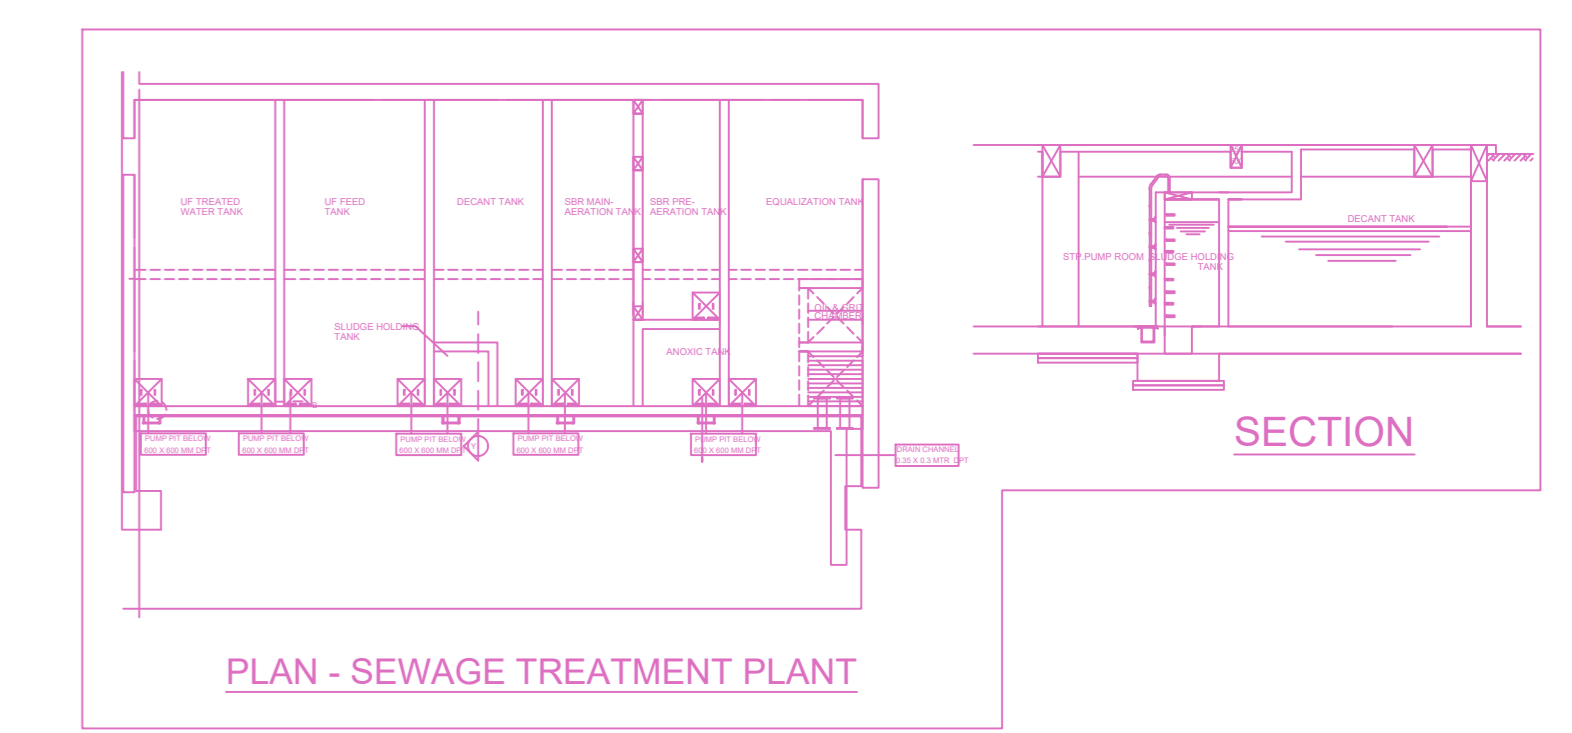 UF TREATED
WATER TANK
UF FEED
TANK
DECANT TANK
SBR MAIN-
AERATION TANK
SBR PRE-
AERATION TANK
EQUALIZATION TANK
OIL & GRIT
CHAMBER
SLUDGE HOLDING
TANK
ANOXIC TANK
PUMP PIT BELOW
600 X 600 MM DPT
PUMP PIT BELOW
600 X 600 MM DPT
PUMP PIT BELOW
600 X 600 MM DPT
Y
PUMP PIT BELOW
600 X 600 MM DPT
PUMP PIT BELOW
600 X 600 MM DPT
DRAIN CHANNEL
0.35 X 0.3 MTR DPT
PLAN - SEWAGE TREATMENT PLANT
DECANT TANK
STP.PUMP ROOM
SLUDGE HOLDING
TANK
SECTION